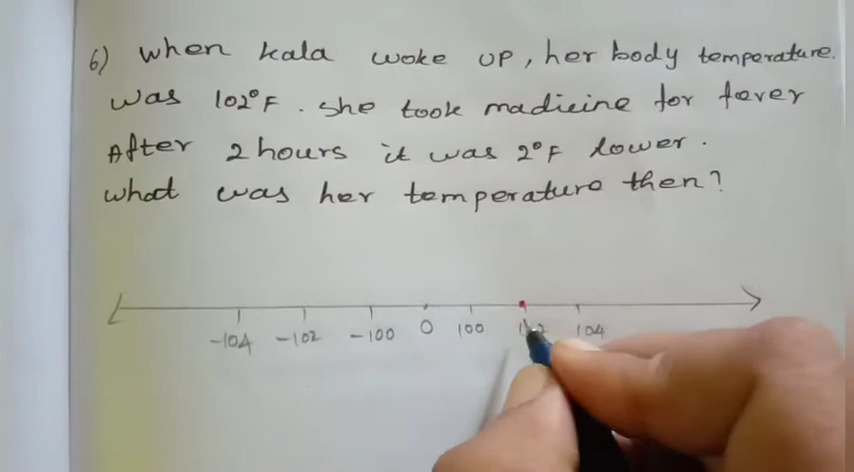 6) when kala woke up, her body temperature.
was 102°F. she took madicine for fever
After 2 hours it was 2°F lower.
what was her temperature then?
-104 -102 -100 0 100 102 104